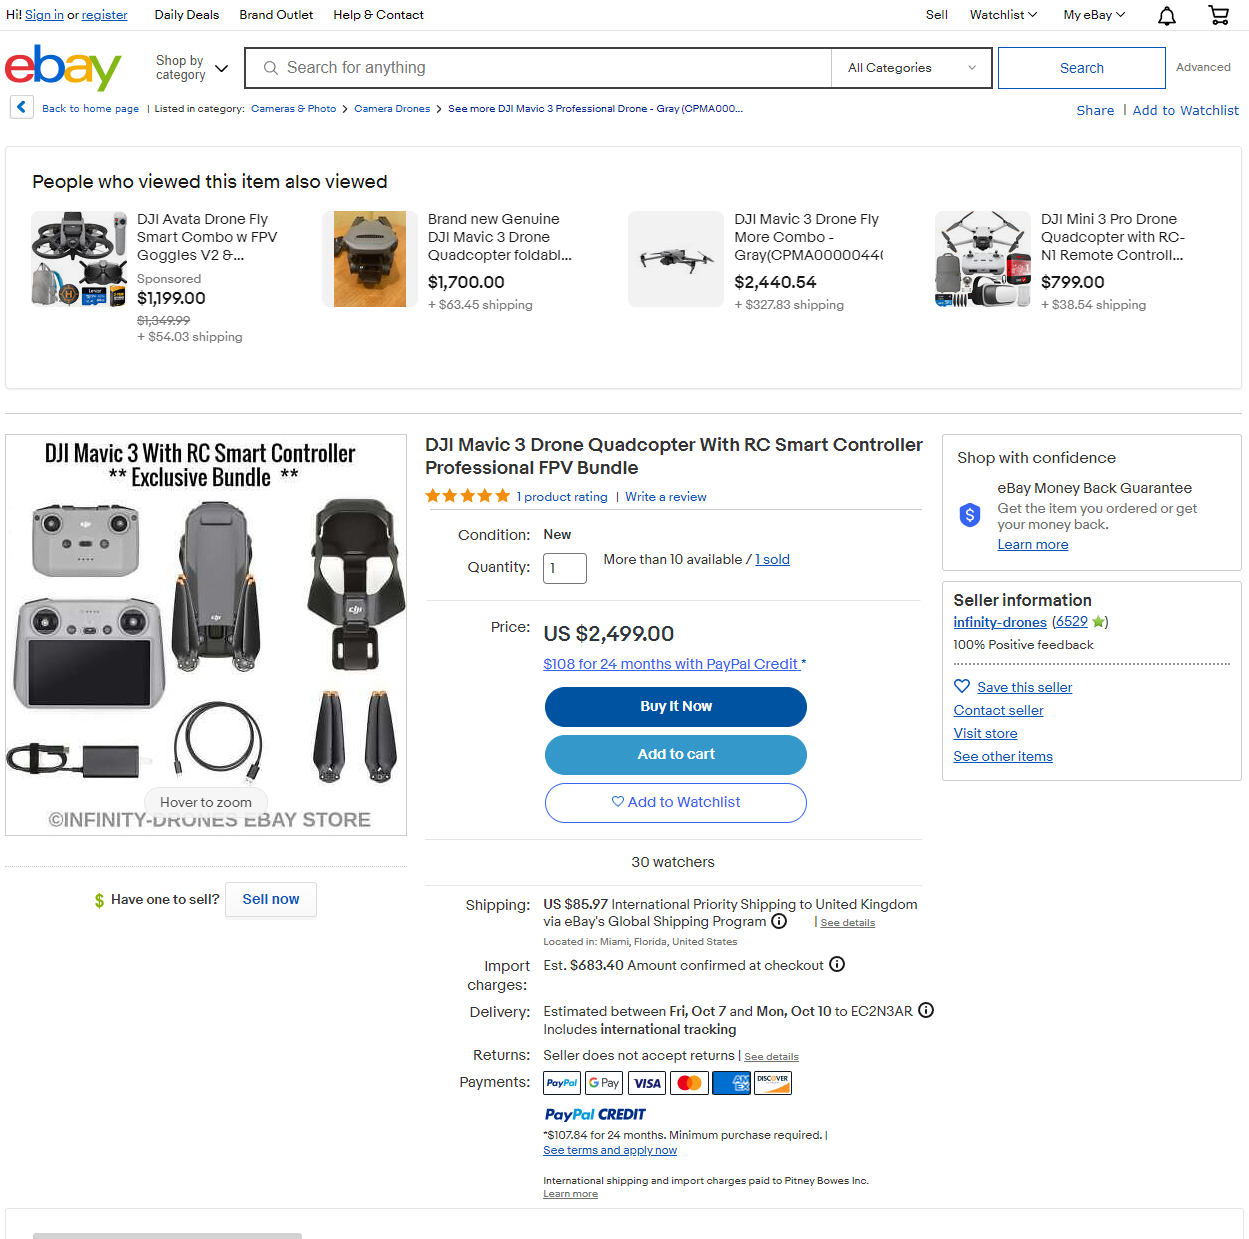 Hi! Sign in or register
Daily Deals
Brand Outlet
Help & Contact
Sell
Watchlist
My eBay
ebay
Shop by category
Search for anything
All Categories
Search
Advanced
Back to home page | Listed in category: Cameras & Photo > Camera Drones > See more DJI Mavic 3 Professional Drone - Gray (CPMA000...
Share | Add to Watchlist
People who viewed this item also viewed
DJI Avata Drone Fly
Smart Combo w FPV
Goggles V2 &...
Sponsored
$1,199.00
$1,349.99
+ $54.03 shipping
Brand new Genuine
DJI Mavic 3 Drone
Quadcopter foldabl...
$1,700.00
+ $63.45 shipping
DJI Mavic 3 Drone Fly
More Combo -
Gray(CPMA00000440
$2,440.54
+ $327.83 shipping
DJI Mini 3 Pro Drone
Quadcopter with RC-
N1 Remote Controll...
$799.00
+ $38.54 shipping
DJI Mavic 3 With RC Smart Controller
** Exclusive Bundle **
Hover to zoom
©INFINITY-DRONES EBAY STORE
Have one to sell?
Sell now
DJI Mavic 3 Drone Quadcopter With RC Smart Controller
Professional FPV Bundle
1 product rating | Write a review
Condition: New
Quantity: 1
More than 10 available / 1 sold
Price: US $2,499.00
$108 for 24 months with PayPal Credit *
Buy It Now
Add to cart
Add to Watchlist
30 watchers
Shipping: US $85.97 International Priority Shipping to United Kingdom
via eBay's Global Shipping Program | See details
Located in: Miami, Florida, United States
Import charges: Est. $683.40 Amount confirmed at checkout
Delivery: Estimated between Fri, Oct 7 and Mon, Oct 10 to EC2N3AR
Includes international tracking
Returns: Seller does not accept returns | See details
Payments: PayPal G Pay VISA AMEX DISCOVER
PayPal CREDIT
*$107.84 for 24 months. Minimum purchase required. |
See terms and apply now
International shipping and import charges paid to Pitney Bowes Inc.
Learn more
Shop with confidence
eBay Money Back Guarantee
Get the item you ordered or get
your money back.
Learn more
Seller information
infinity-drones (6529)
100% Positive feedback
Save this seller
Contact seller
Visit store
See other items